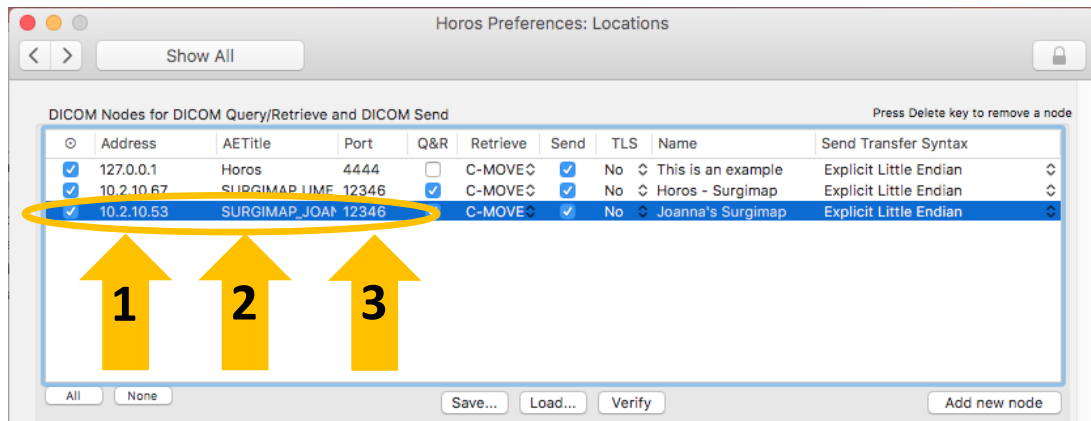 Horos Preferences: Locations
Show All
DICOM Nodes for DICOM Query/Retrieve and DICOM Send Press Delete key to remove a node
Address AETitle Port Q&R Retrieve Send TLS Name Send Transfer Syntax
127.0.0.1 Horos 4444 C-MOVE No This is an example Explicit Little Endian
10.2.10.67 SURGIMAP_UME 12346 C-MOVE No Horos - Surgimap Explicit Little Endian
10.2.10.53 SURGIMAP_JOAN 12346 C-MOVE No Joanna's Surgimap Explicit Little Endian
1 2 3
All None Save... Load... Verify Add new node